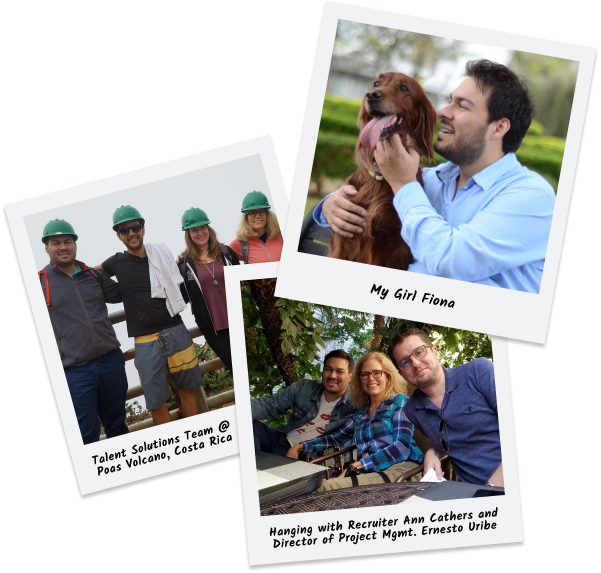 My Girl Fiona
Talent Solutions Team @
Poas Volcano, Costa Rica
Hanging with Recruiter Ann Cathers and
Director of Project Mgmt. Ernesto Uribe